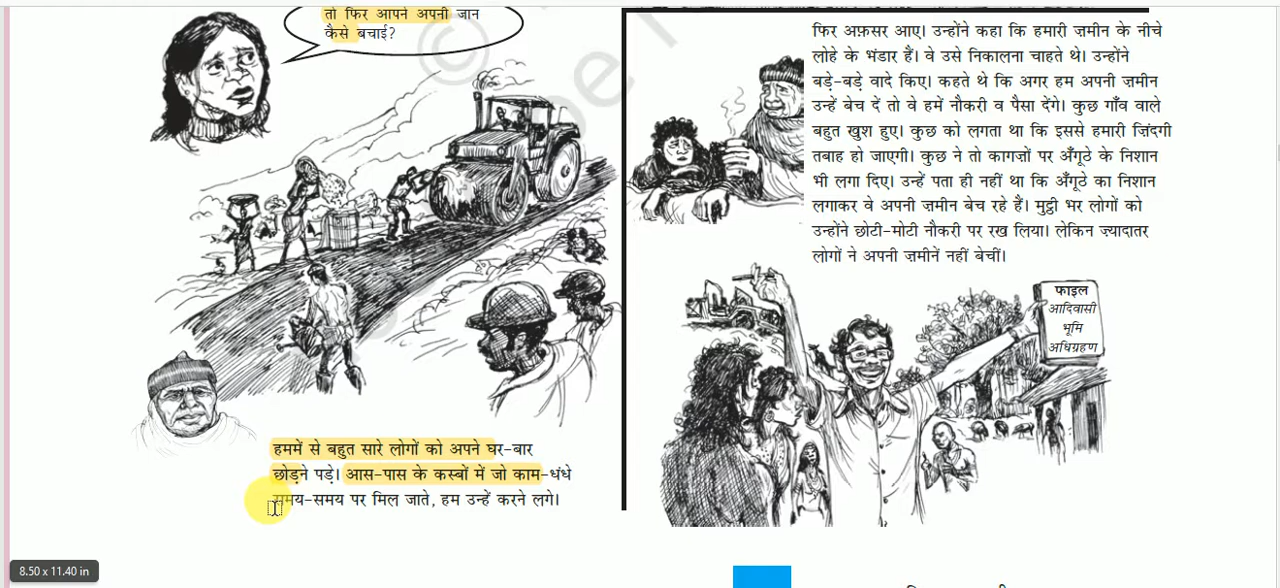 तो फिर आपने अपनी जान
कैसे बचाई?
हममें से बहुत सारे लोगों को अपने घर-बार
छोड़ने पड़े। आस-पास के कस्बों में जो काम-धंधे
समय-समय पर मिल जाते, हम उन्हें करने लगे।
फिर अफ़सर आए। उन्होंने कहा कि हमारी ज़मीन के नीचे
लोहे के भंडार हैं। वे उसे निकालना चाहते थे। उन्होंने
बड़े-बड़े वादे किए। कहते थे कि अगर हम अपनी ज़मीन
उन्हें बेच दें तो वे हमें नौकरी व पैसा देंगे। कुछ गाँव वाले
बहुत खुश हुए। कुछ को लगता था कि इससे हमारी ज़िंदगी
तबाह हो जाएगी। कुछ ने तो कागज़ों पर अँगूठे के निशान
भी लगा दिए। उन्हें पता ही नहीं था कि अँगूठे का निशान
लगाकर वे अपनी ज़मीन बेच रहे हैं। मुट्ठी भर लोगों को
उन्होंने छोटी-मोटी नौकरी पर रख लिया। लेकिन ज्यादातर
लोगों ने अपनी ज़मीनें नहीं बेचीं।
फाइल
आदिवासी
भूमि
अधिग्रहण
8.50 x 11.40 in